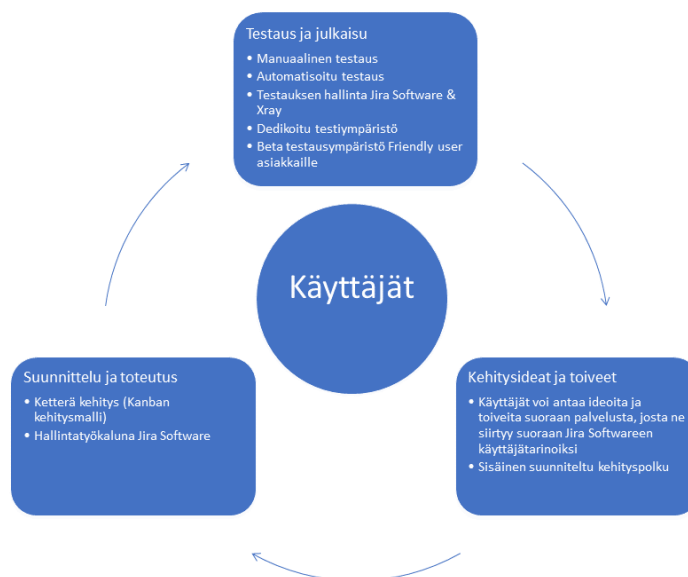 Testaus ja julkaisu
• Manuaalinen testaus
• Automatisoitu testaus
• Testauksen hallinta Jira Software &
Xray
• Dedikoitu testiympäristö
• Beta testausympäristö Friendly user
asiakkaille
Käyttäjät
Suunnittelu ja toteutus
• Ketterä kehitys (Kanban
kehitysmalli)
• Hallintatyökaluna Jira Software
Kehitysideat ja toiveet
• Käyttäjät voi antaa ideoita ja
toiveita suoraan palvelusta, josta ne
siirtyy suoraan Jira Softwareen
käyttäjätarinoiksi
• Sisäinen suunniteltu kehityspolku